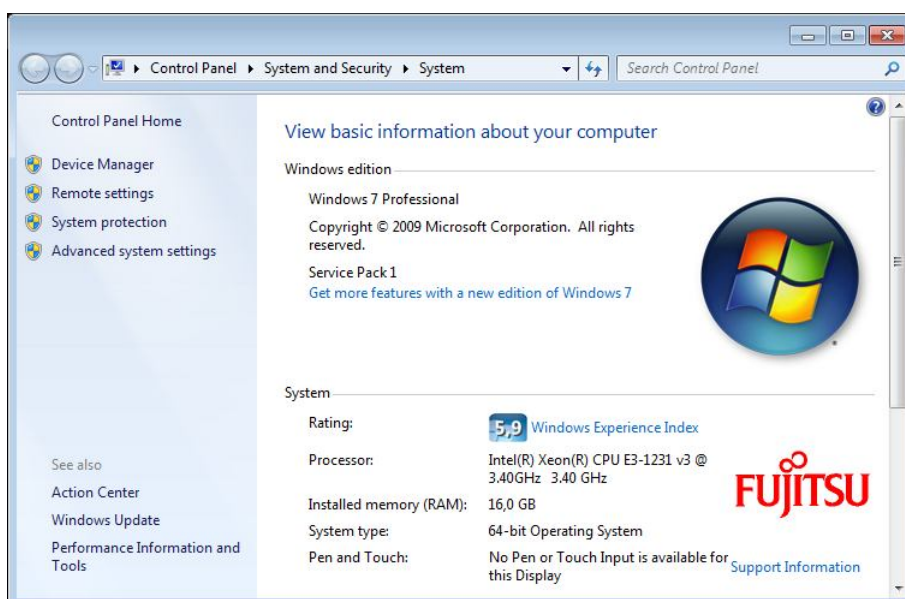 Control Panel ▸ System and Security ▸ System
Search Control Panel
Control Panel Home
Device Manager
Remote settings
System protection
Advanced system settings
See also
Action Center
Windows Update
Performance Information and
Tools
View basic information about your computer
Windows edition
Windows 7 Professional
Copyright © 2009 Microsoft Corporation. All rights
reserved.
Service Pack 1
Get more features with a new edition of Windows 7
System
Rating: 5,9 Windows Experience Index
Processor: Intel(R) Xeon(R) CPU E3-1231 v3 @
3.40GHz 3.40 GHz
Installed memory (RAM): 16,0 GB
System type: 64-bit Operating System
Pen and Touch: No Pen or Touch Input is available for
this Display
FUJITSU
Support Information